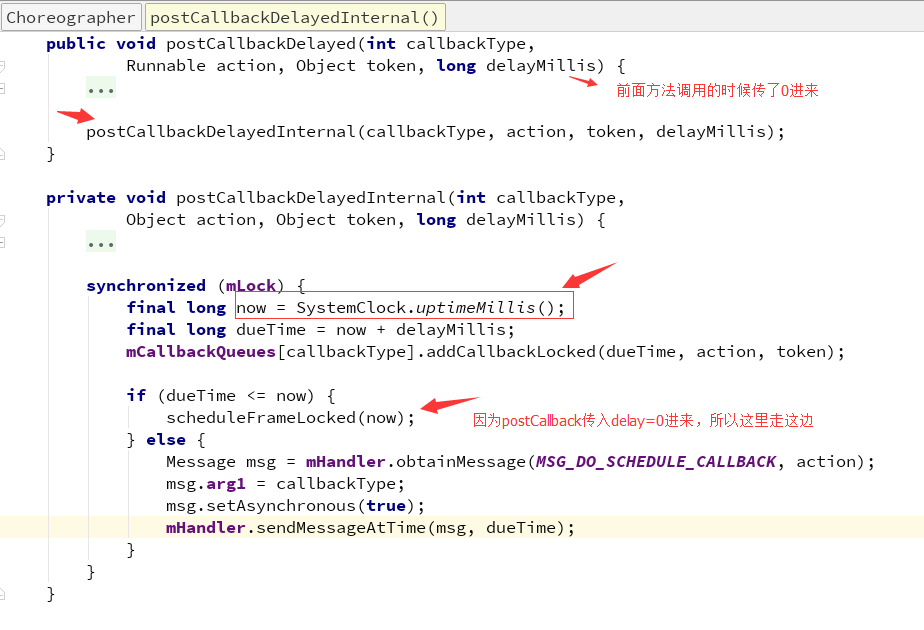 Choreographer postCallbackDelayedInternal()
public void postCallbackDelayed(int callbackType,
Runnable action, Object token, long delayMillis) {
... 前面方法调用的时候传了0进来
postCallbackDelayedInternal(callbackType, action, token, delayMillis);
}
private void postCallbackDelayedInternal(int callbackType,
Object action, Object token, long delayMillis) {
...
synchronized (mLock) {
final long now = SystemClock.uptimeMillis();
final long dueTime = now + delayMillis;
mCallbackQueues[callbackType].addCallbackLocked(dueTime, action, token);
if (dueTime <= now) {
scheduleFrameLocked(now); 因为postCallback传入delay=0进来，所以这里走这边
} else {
Message msg = mHandler.obtainMessage(MSG_DO_SCHEDULE_CALLBACK, action);
msg.arg1 = callbackType;
msg.setAsynchronous(true);
mHandler.sendMessageAtTime(msg, dueTime);
}
}
}